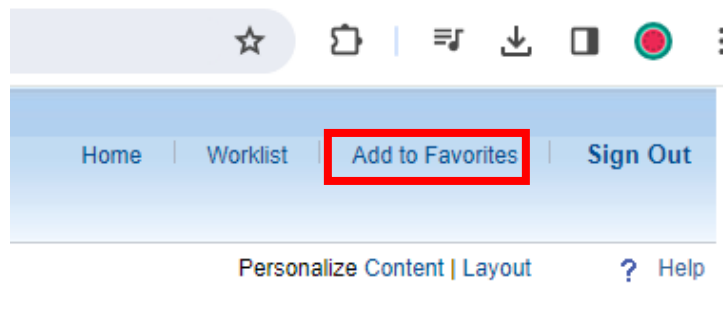 Home | Worklist | Add to Favorites | Sign Out
Personalize Content | Layout ? Help